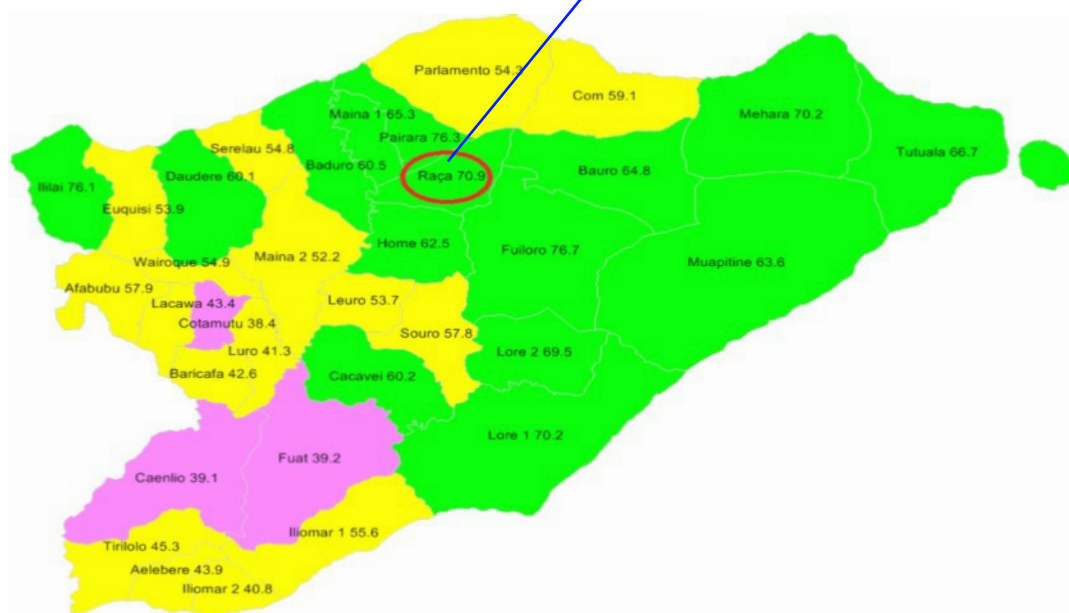 Parlamento 54.3
Com 59.1
Mehara 70.2
Maina 1 65.3
Pairara 76.3
Serelau 54.8
Baduro 60.5
Raça 70.9
Bauro 64.8
Tutuala 66.7
Ililai 76.1
Daudere 60.1
Euquisi 53.9
Home 62.5
Fuiloro 76.7
Maina 2 52.2
Wairoque 54.9
Muapitine 63.6
Afabubu 57.9
Lacawa 43.4
Leuro 53.7
Cotamutu 38.4
Souro 57.8
Luro 41.3
Lore 2 69.5
Baricafa 42.6
Cacavei 60.2
Lore 1 70.2
Fuat 39.2
Caenlio 39.1
Iliomar 1 55.6
Tirilolo 45.3
Aelebere 43.9
Iliomar 2 40.8